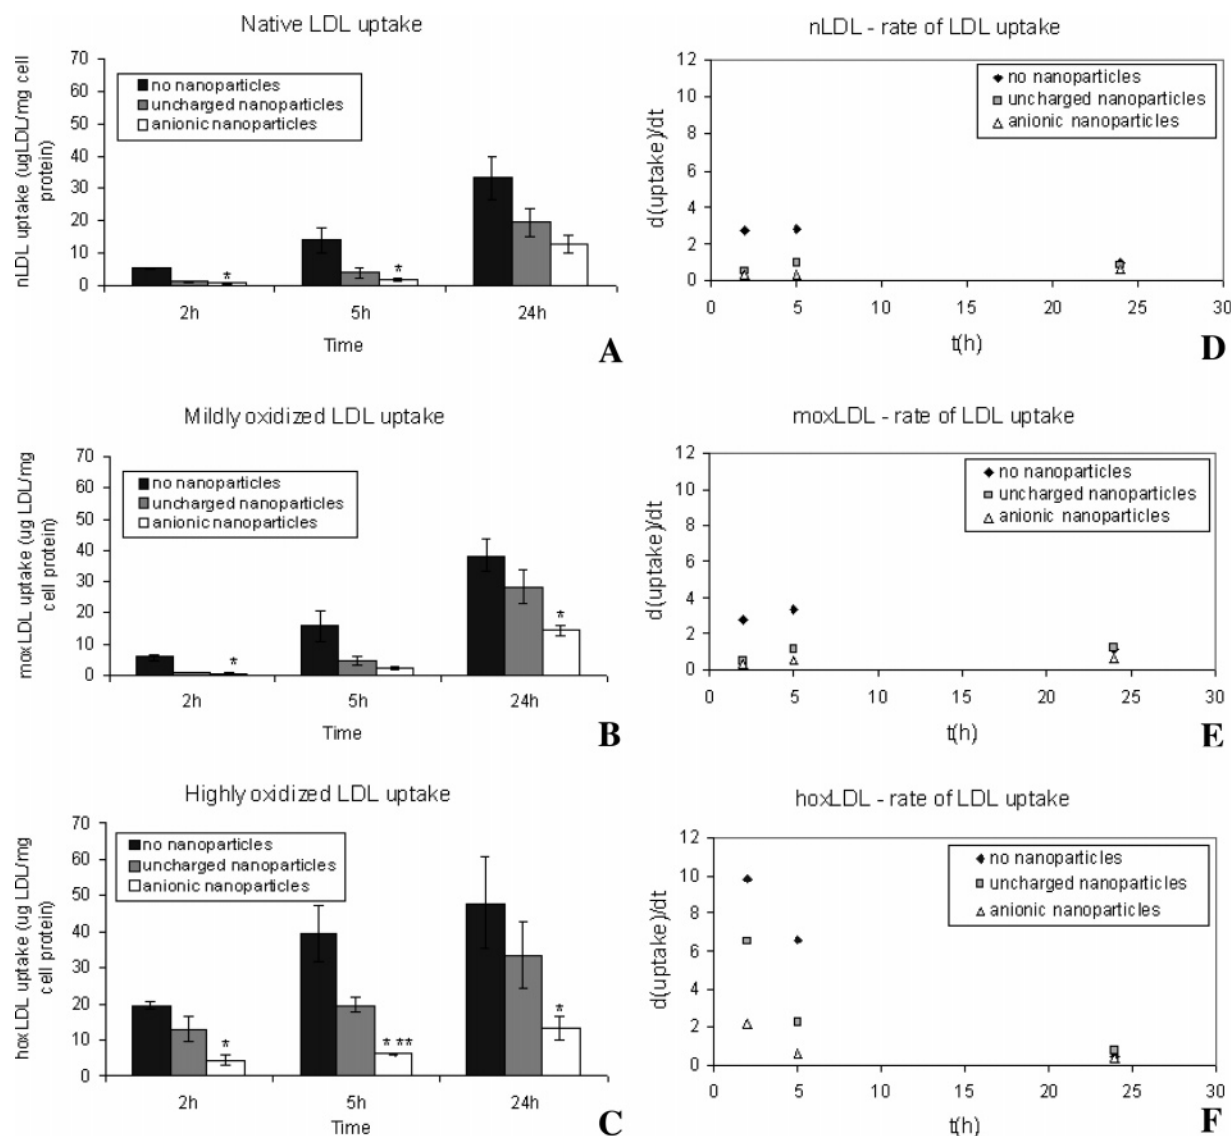 Native LDL uptake
nLDL uptake (ugLDL/mg cell
protein)
70
60
50
40
30
20
10
0
no nanoparticles
uncharged nanoparticles
anionic nanoparticles
*
*
2h
5h
24h
Time
A
nLDL - rate of LDL uptake
d(uptake)/dt
12
10
8
6
4
2
0
no nanoparticles
uncharged nanoparticles
anionic nanoparticles
0
5
10
15
20
25
30
t(h)
D
Mildly oxidized LDL uptake
moxLDL uptake (ug LDL/mg
cell protein)
70
60
50
40
30
20
10
0
no nanoparticles
uncharged nanoparticles
anionic nanoparticles
*
*
2h
5h
24h
Time
B
moxLDL - rate of LDL uptake
d(uptake)/dt
12
10
8
6
4
2
0
no nanoparticles
uncharged nanoparticles
anionic nanoparticles
0
5
10
15
20
25
30
t(h)
E
Highly oxidized LDL uptake
hoxLDL uptake (ug LDL/mg
cell protein)
70
60
50
40
30
20
10
0
no nanoparticles
uncharged nanoparticles
anionic nanoparticles
*
* **
*
2h
5h
24h
Time
C
hoxLDL - rate of LDL uptake
d(uptake)/dt
12
10
8
6
4
2
0
no nanoparticles
uncharged nanoparticles
anionic nanoparticles
0
5
10
15
20
25
30
t(h)
F